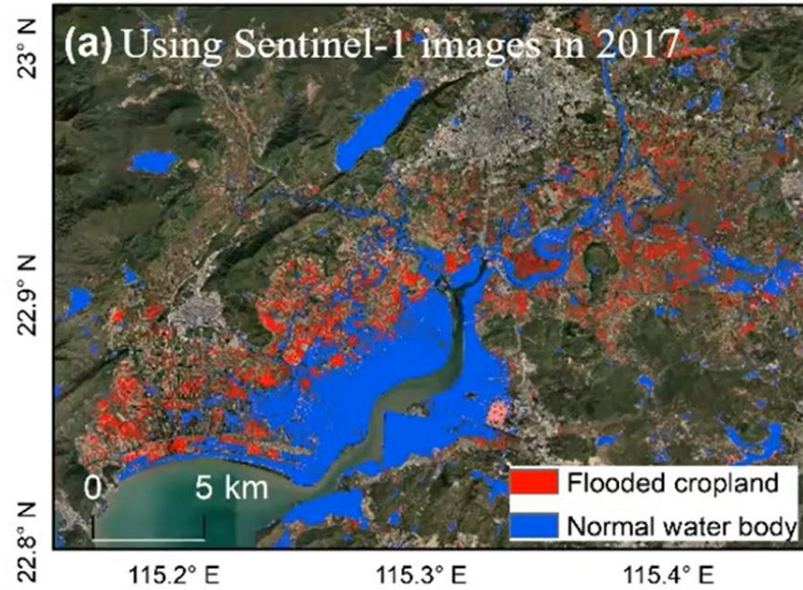 (a) Using Sentinel-1 images in 2017
23° N
22.9° N
22.8° N
0 5 km
Flooded cropland
Normal water body
115.2° E 115.3° E 115.4° E